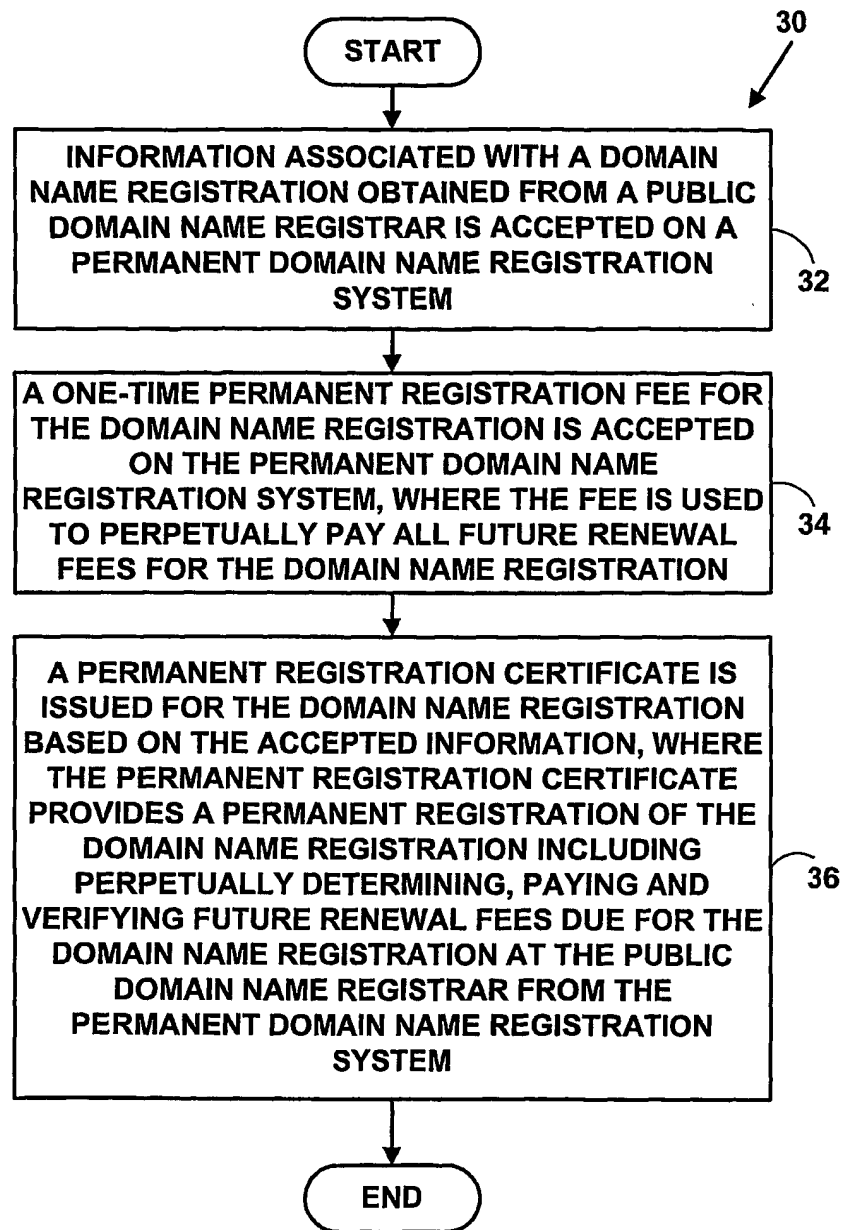 30
START
INFORMATION ASSOCIATED WITH A DOMAIN
NAME REGISTRATION OBTAINED FROM A PUBLIC
DOMAIN NAME REGISTRAR IS ACCEPTED ON A
PERMANENT DOMAIN NAME REGISTRATION
SYSTEM
32
A ONE-TIME PERMANENT REGISTRATION FEE FOR
THE DOMAIN NAME REGISTRATION IS ACCEPTED
ON THE PERMANENT DOMAIN NAME
REGISTRATION SYSTEM, WHERE THE FEE IS USED
TO PERPETUALLY PAY ALL FUTURE RENEWAL
FEES FOR THE DOMAIN NAME REGISTRATION
34
A PERMANENT REGISTRATION CERTIFICATE IS
ISSUED FOR THE DOMAIN NAME REGISTRATION
BASED ON THE ACCEPTED INFORMATION, WHERE
THE PERMANENT REGISTRATION CERTIFICATE
PROVIDES A PERMANENT REGISTRATION OF THE
DOMAIN NAME REGISTRATION INCLUDING
PERPETUALLY DETERMINING, PAYING AND
VERIFYING FUTURE RENEWAL FEES DUE FOR THE
DOMAIN NAME REGISTRATION AT THE PUBLIC
DOMAIN NAME REGISTRAR FROM THE
PERMANENT DOMAIN NAME REGISTRATION
SYSTEM
36
END